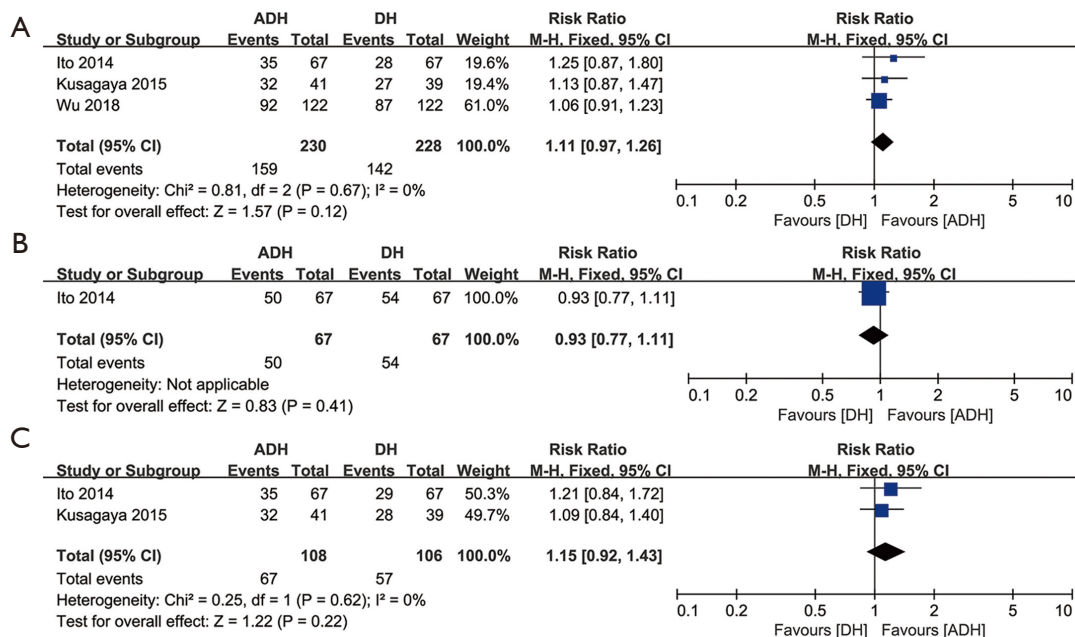 A
ADH DH Risk Ratio Risk Ratio
Study or Subgroup Events Total Events Total Weight M-H, Fixed, 95% CI M-H, Fixed, 95% CI
Ito 2014 35 67 28 67 19.6% 1.25 [0.87, 1.80]
Kusagaya 2015 32 41 27 39 19.4% 1.13 [0.87, 1.47]
Wu 2018 92 122 87 122 61.0% 1.06 [0.91, 1.23]
Total (95% CI) 230 228 100.0% 1.11 [0.97, 1.26]
Total events 159 142
Heterogeneity: Chi² = 0.81, df = 2 (P = 0.67); I² = 0%
Test for overall effect: Z = 1.57 (P = 0.12)
0.1 0.2 0.5 1 2 5 10
Favours [DH] Favours [ADH]
B
ADH DH Risk Ratio Risk Ratio
Study or Subgroup Events Total Events Total Weight M-H, Fixed, 95% CI M-H, Fixed, 95% CI
Ito 2014 50 67 54 67 100.0% 0.93 [0.77, 1.11]
Total (95% CI) 67 67 100.0% 0.93 [0.77, 1.11]
Total events 50 54
Heterogeneity: Not applicable
Test for overall effect: Z = 0.83 (P = 0.41)
0.1 0.2 0.5 1 2 5 10
Favours [DH] Favours [ADH]
C
ADH DH Risk Ratio Risk Ratio
Study or Subgroup Events Total Events Total Weight M-H, Fixed, 95% CI M-H, Fixed, 95% CI
Ito 2014 35 67 29 67 50.3% 1.21 [0.84, 1.72]
Kusagaya 2015 32 41 28 39 49.7% 1.09 [0.84, 1.40]
Total (95% CI) 108 106 100.0% 1.15 [0.92, 1.43]
Total events 67 57
Heterogeneity: Chi² = 0.25, df = 1 (P = 0.62); I² = 0%
Test for overall effect: Z = 1.22 (P = 0.22)
0.1 0.2 0.5 1 2 5 10
Favours [DH] Favours [ADH]